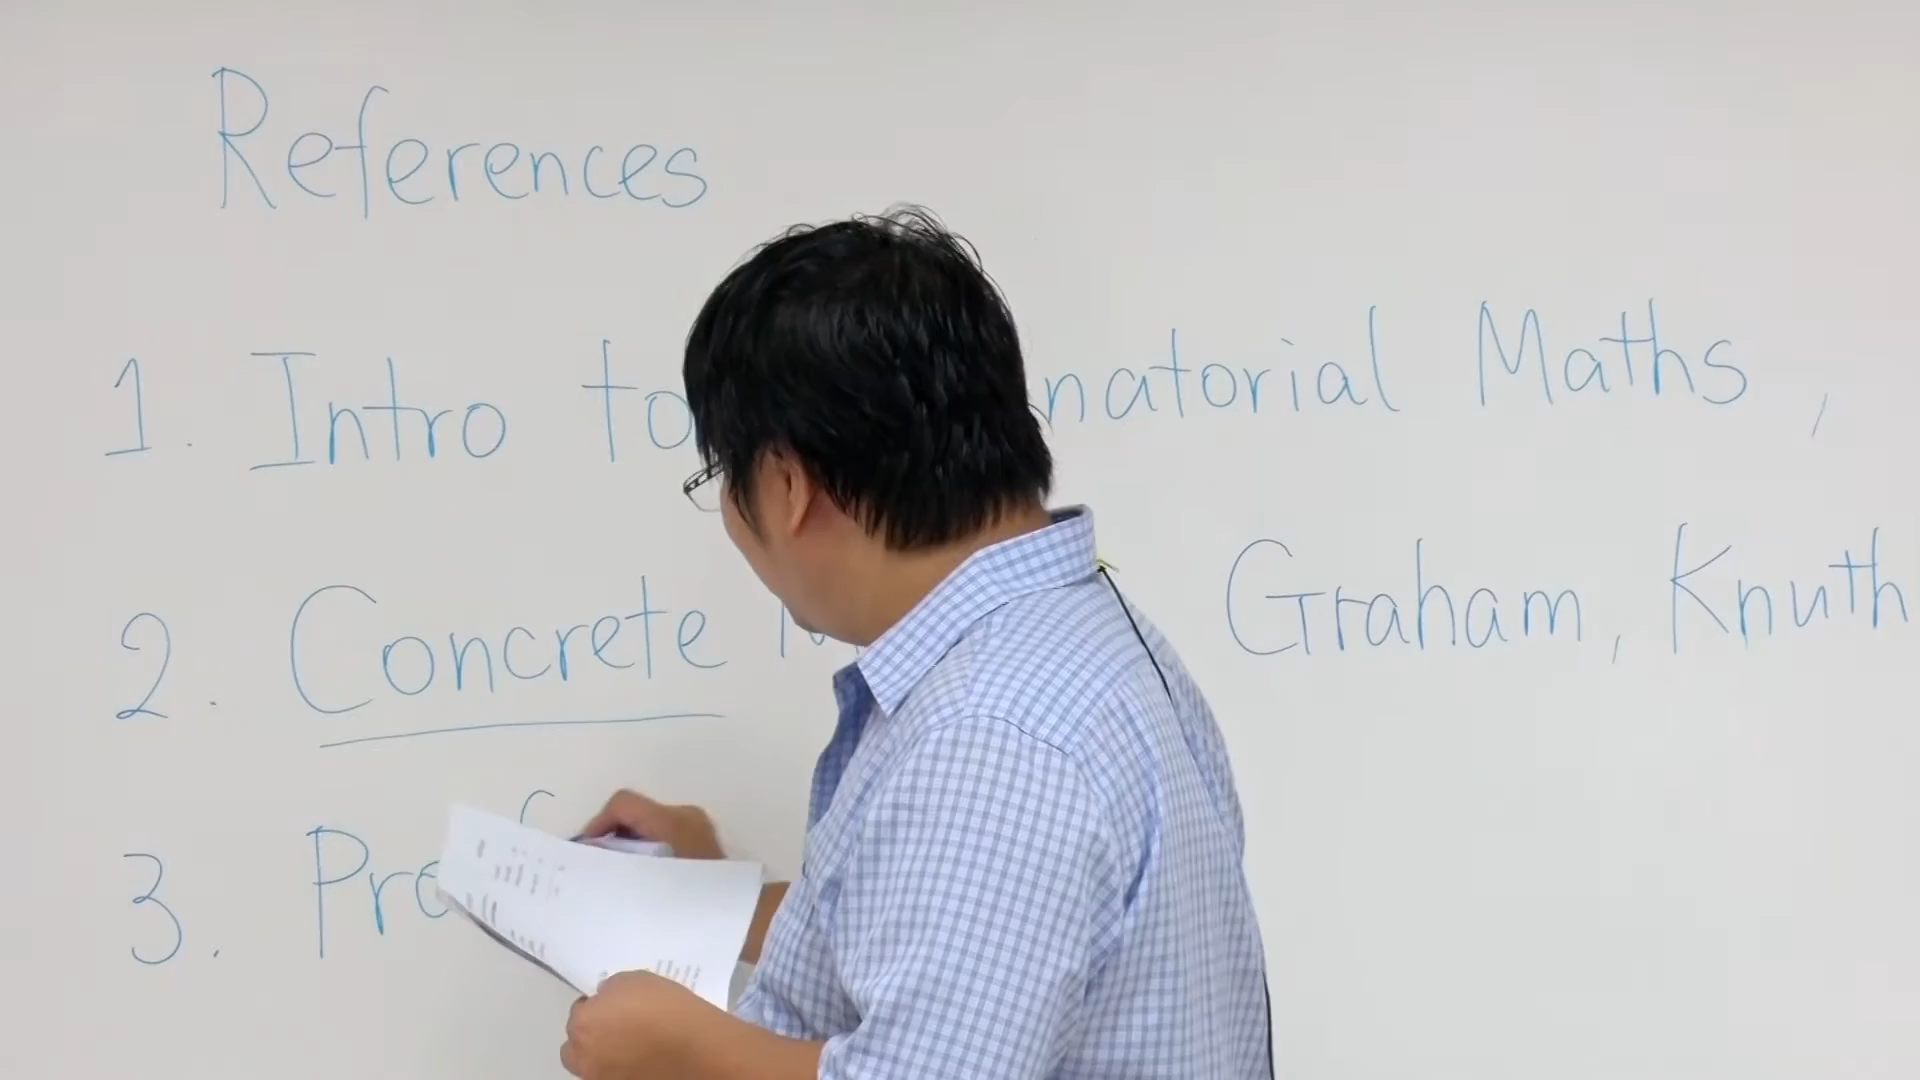 References
1. Intro to natorial Maths,
2. Concrete Graham, Knuth
3. Pro